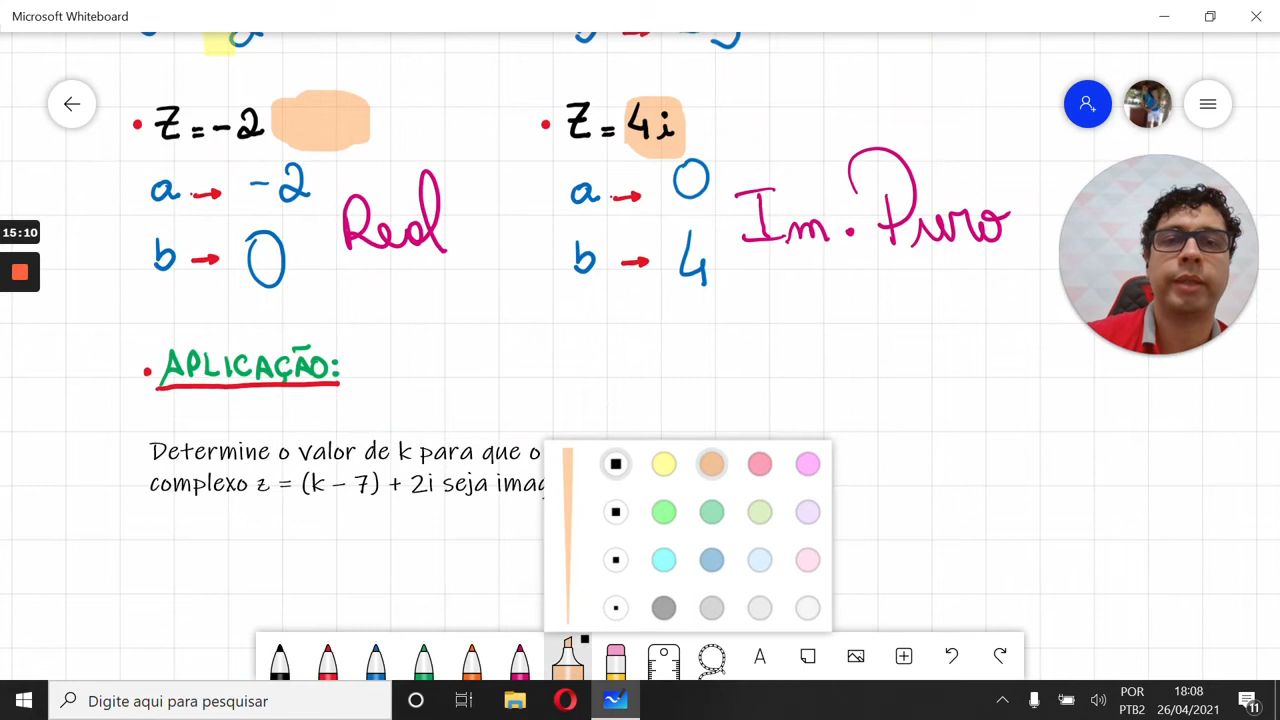 Microsoft Whiteboard
Z = -2
Z = 4i
a → -2
a → 0
Real
Im. Puro
15:10
b → 0
b → 4
• APLICAÇÃO:
Determine o valor de k para que o
complexo z = (k – 7) + 2i seja
A
Digite aqui para pesquisar
POR
PTB2
18:08
26/04/2021
11